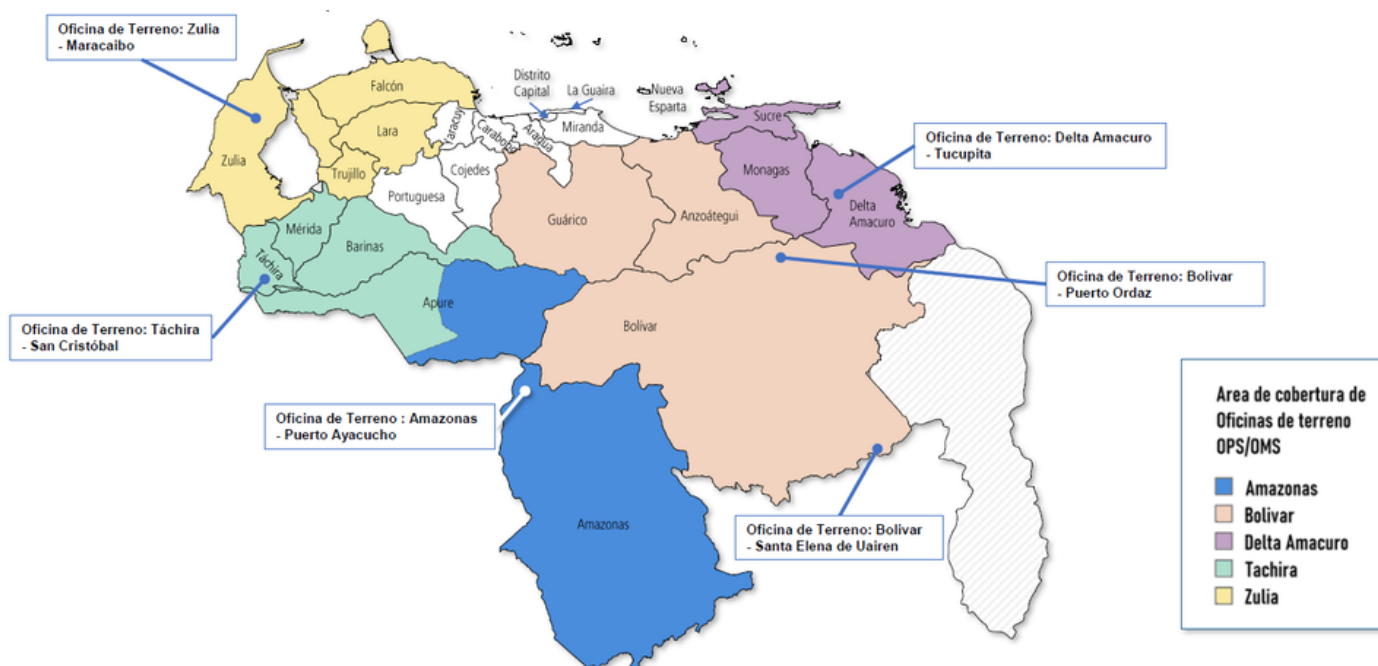 Oficina de Terreno: Zulia
- Maracaibo
Falcón
Distrito
Capital
La Guaira
Nueva
Esparta
Sucre
Lara
Yaracuy
Carabobo
Aragua
Miranda
Oficina de Terreno: Delta Amacuro
- Tucupita
Zulia
Trujillo
Cojedes
Monagas
Portuguesa
Guárico
Anzoátegui
Delta
Amacuro
Mérida
Barinas
Táchira
Oficina de Terreno: Bolivar
- Puerto Ordaz
Apure
Bolívar
Oficina de Terreno: Táchira
- San Cristóbal
Oficina de Terreno : Amazonas
- Puerto Ayacucho
Amazonas
Oficina de Terreno: Bolivar
- Santa Elena de Uairen
Area de cobertura de
Oficinas de terreno
OPS/OMS
Amazonas
Bolivar
Delta Amacuro
Tachira
Zulia